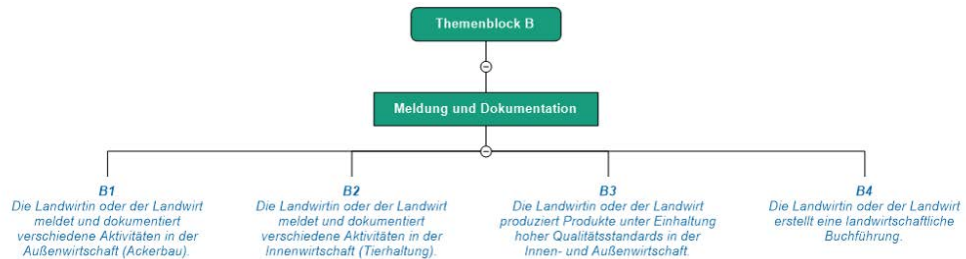 Themenblock B
Meldung und Dokumentation
B1
Die Landwirtin oder der Landwirt
meldet und dokumentiert
verschiedene Aktivitäten in der
Außenwirtschaft (Ackerbau).
B2
Die Landwirtin oder der Landwirt
meldet und dokumentiert
verschiedene Aktivitäten in der
Innenwirtschaft (Tierhaltung).
B3
Die Landwirtin oder der Landwirt
produziert Produkte unter Einhaltung
hoher Qualitätsstandards in der
Innen- und Außenwirtschaft.
B4
Die Landwirtin oder der Landwirt
erstellt eine landwirtschaftliche
Buchführung.